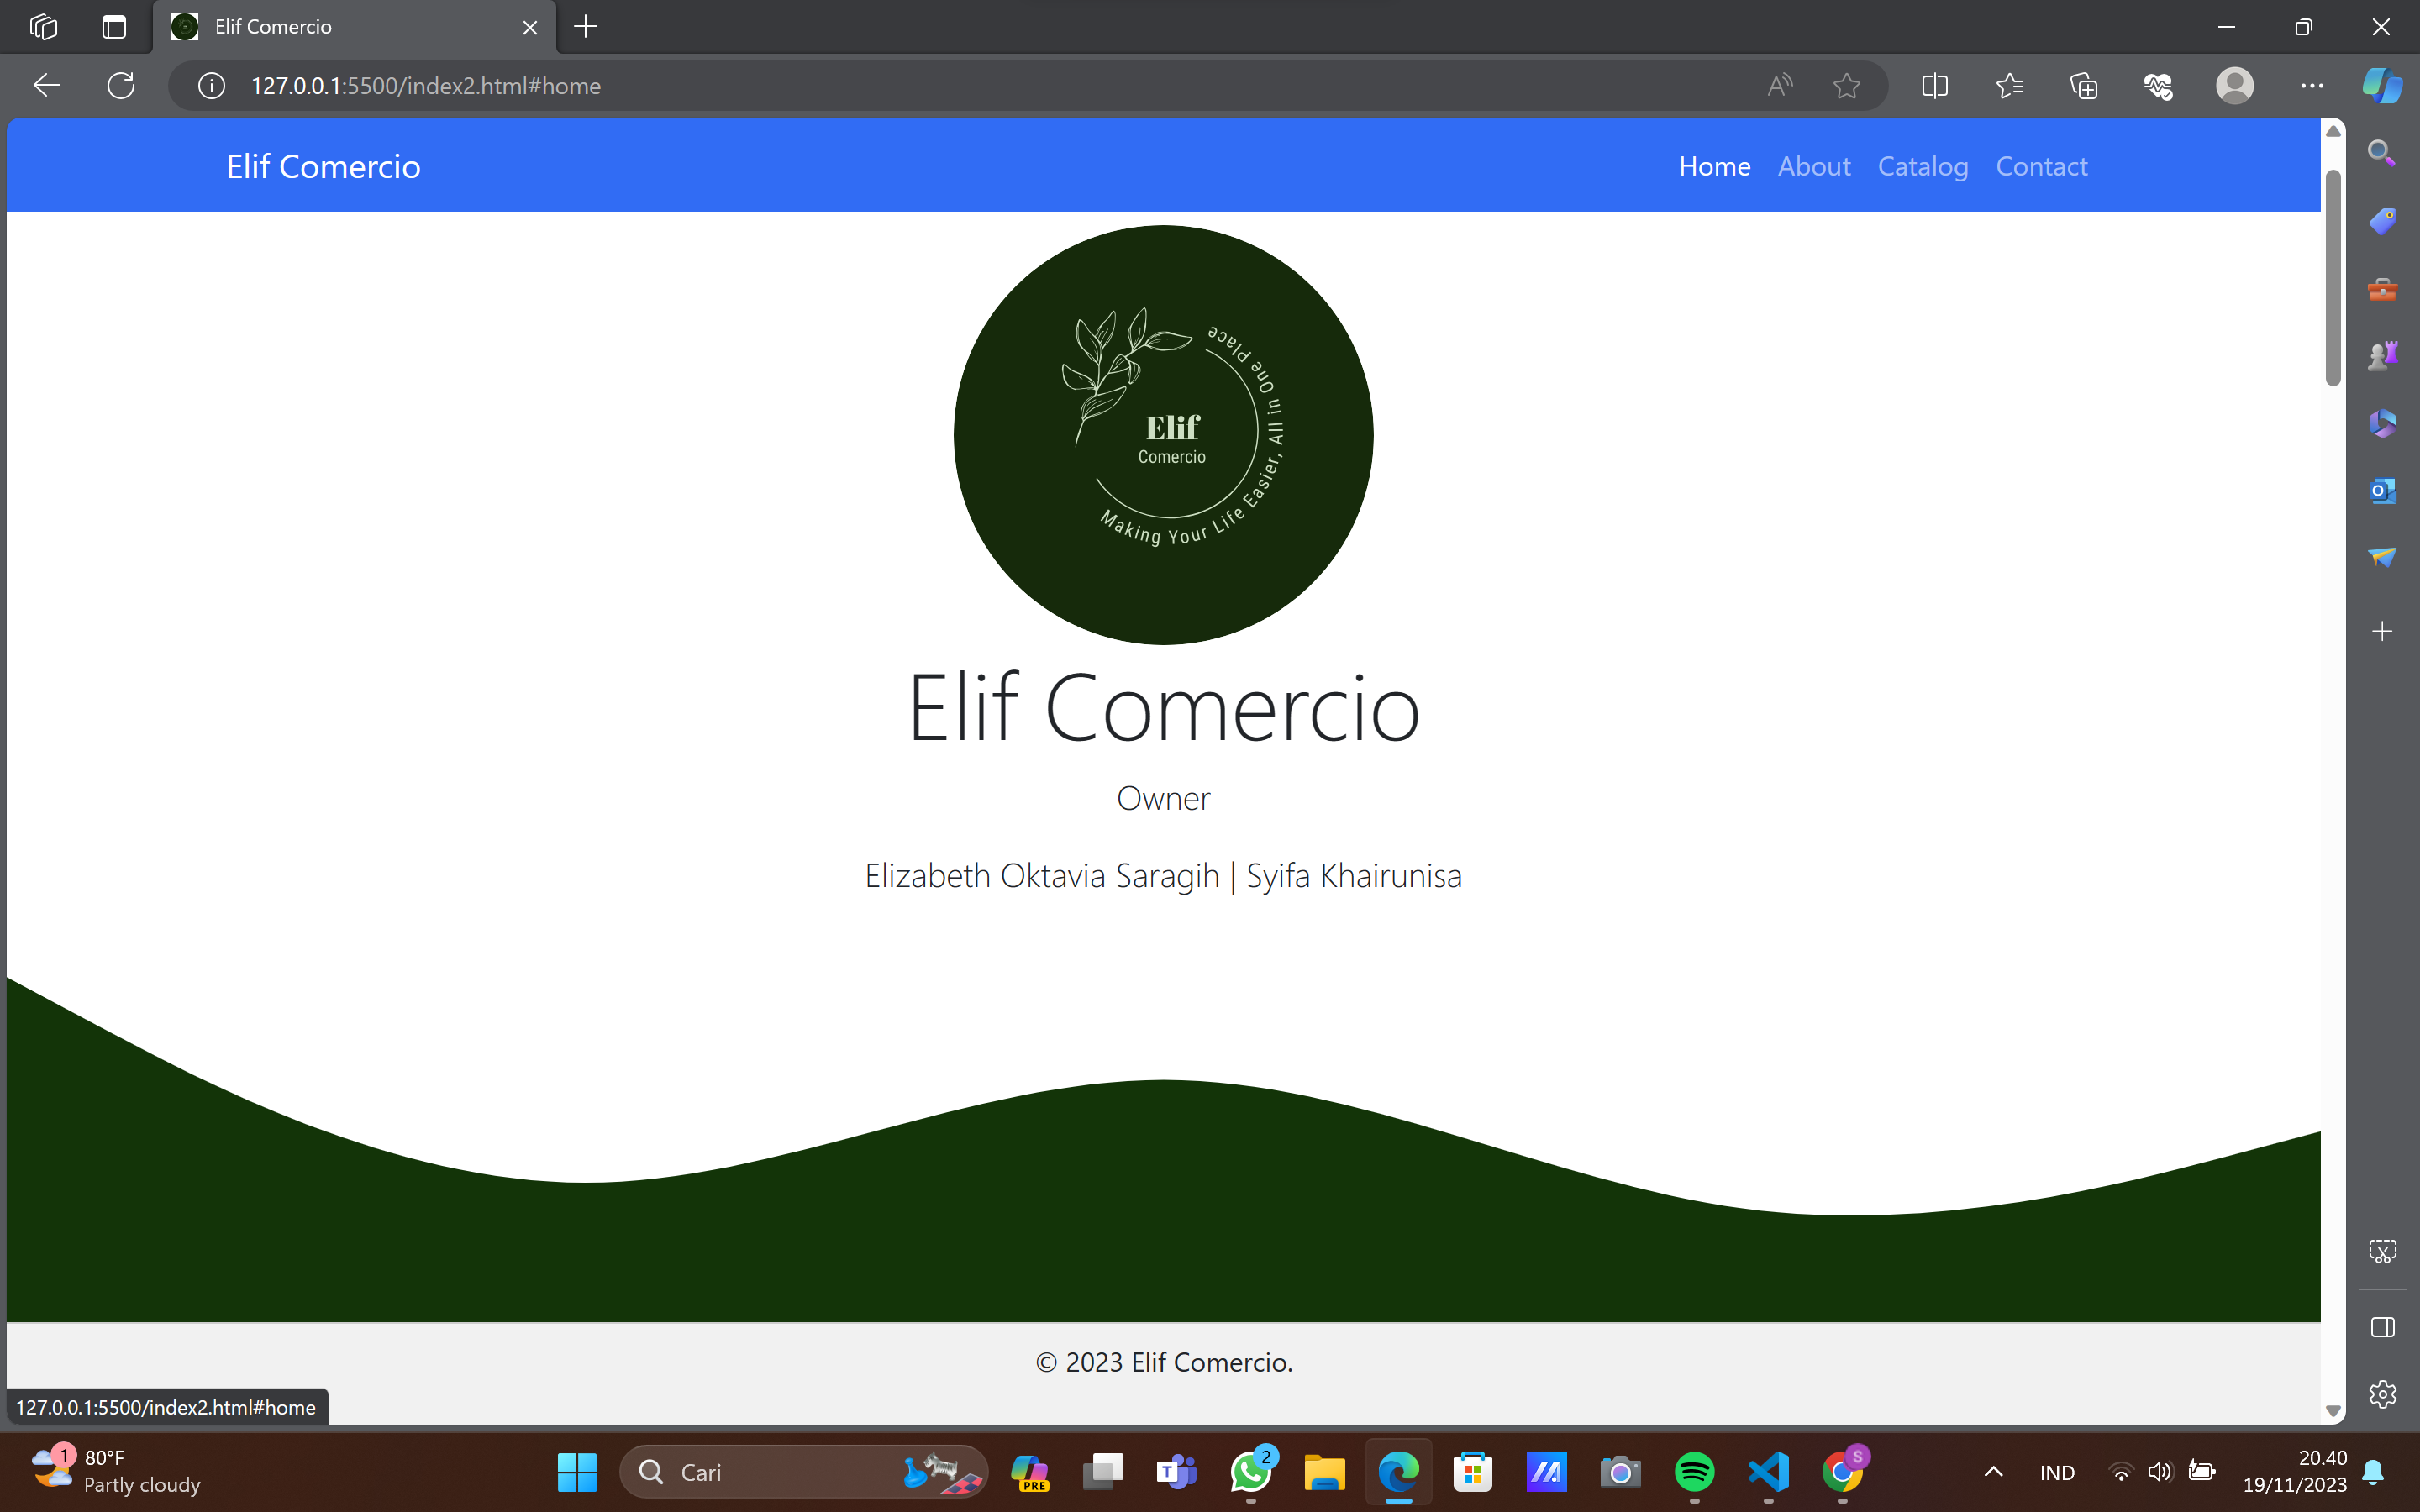 Elif Comercio
127.0.0.1:5500/index2.html#home
Elif Comercio
Home About Catalog Contact
Elif
Comercio
Making Your Life Easier, All in One Place
Elif Comercio
Owner
Elizabeth Oktavia Saragih | Syifa Khairunisa
© 2023 Elif Comercio.
127.0.0.1:5500/index2.html#home
1
80°F
Partly cloudy
Cari
PRE
T
2
S
IND
20.40
19/11/2023